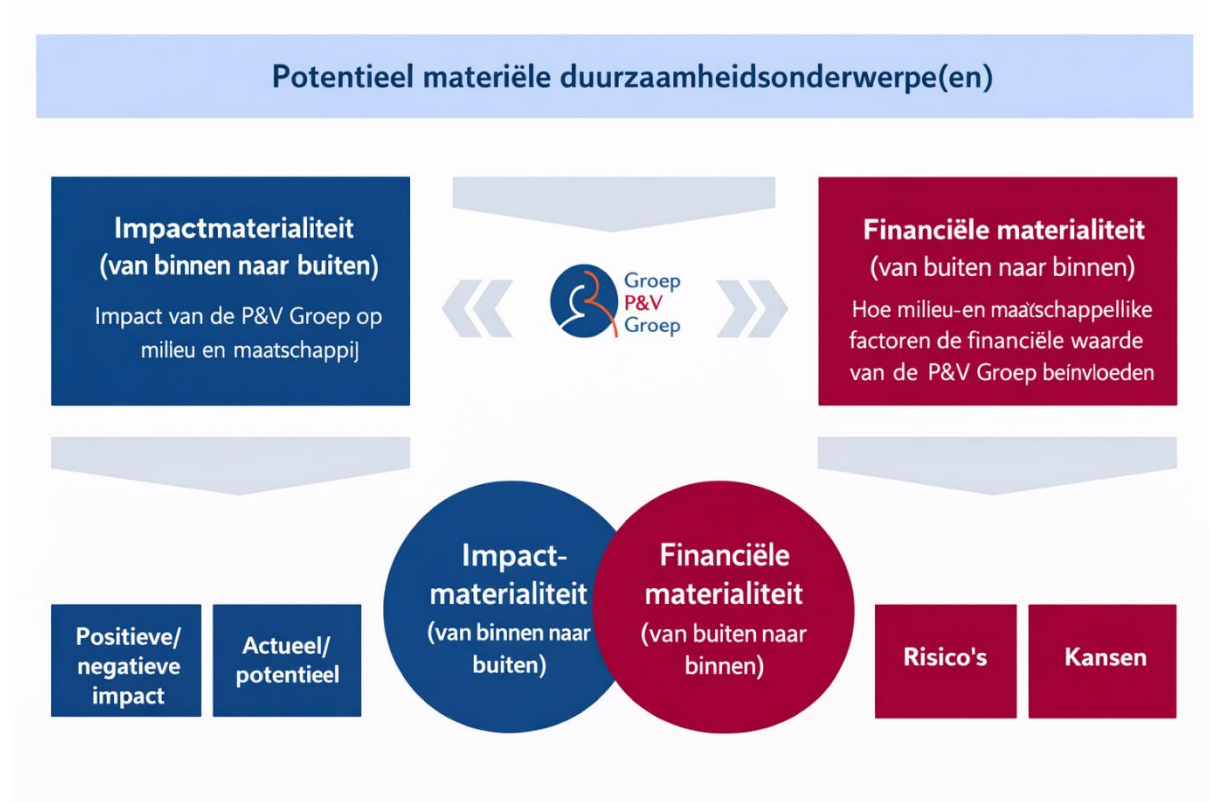 Potentieel materiële duurzaamheidsonderwerpe(en)
Impactmaterialiteit
(van binnen naar buiten)
Impact van de P&V Groep op
milieu en maatschappij
Groep
P&V
Groep
Financiële materialiteit
(van buiten naar binnen)
Hoe milieu-en maatschappellike
factoren de financiële waarde
van de P&V Groep beínvloeden
Impact-
materialiteit
(van binnen naar
buiten)
Financiële
materialiteit
(van buiten naar
binnen)
Positieve/
negatieve
impact
Actueel/
potentieel
Risico's
Kansen